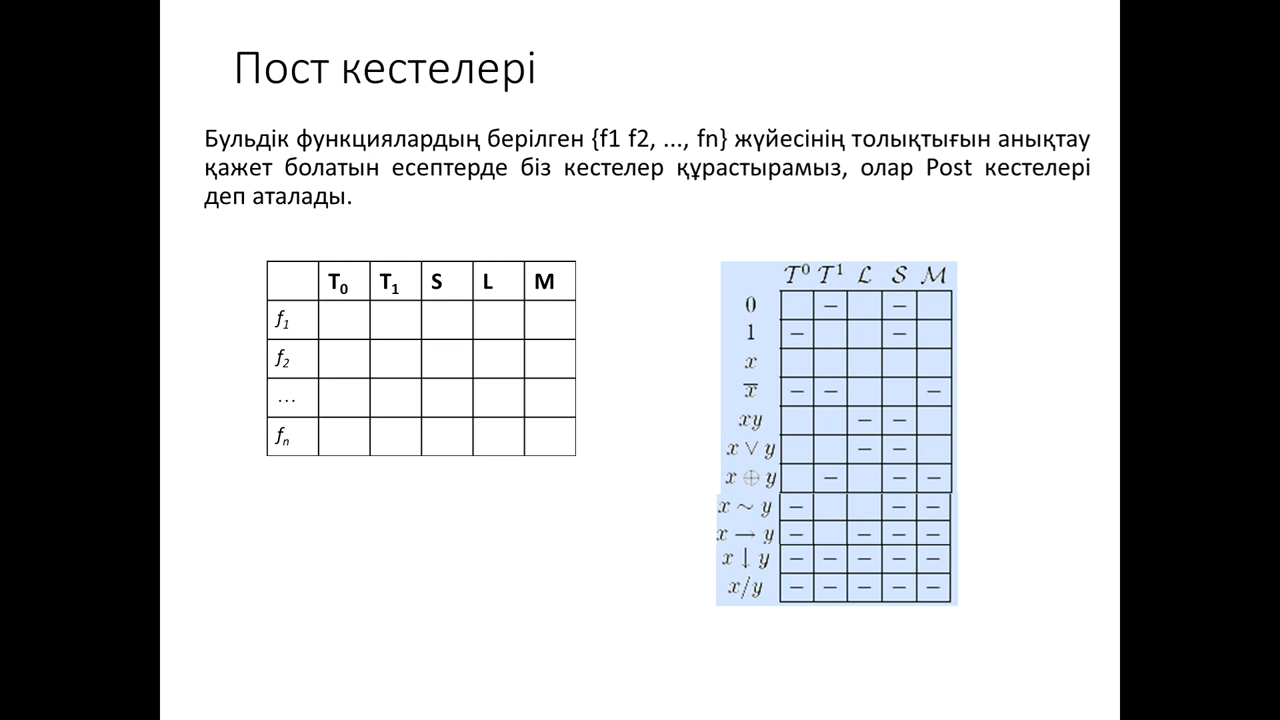 Пост кестелері
Бульдік функциялардың берілген {f1 f2, ..., fn} жүйесінің толықтығын анықтау
қажет болатын есептерде біз кестелер құрастырамыз, олар Post кестелері
деп аталады.
T₀ T₁ S L M
f₁
f₂
...
fₙ
T⁰ T¹ L S M
0 – –
1 – –
x
x̅ – – –
xy – –
x ∨ y – –
x ⊕ y – – –
x ~ y – – –
x → y – – – –
x ↓ y – – – – –
x/y – – – – –